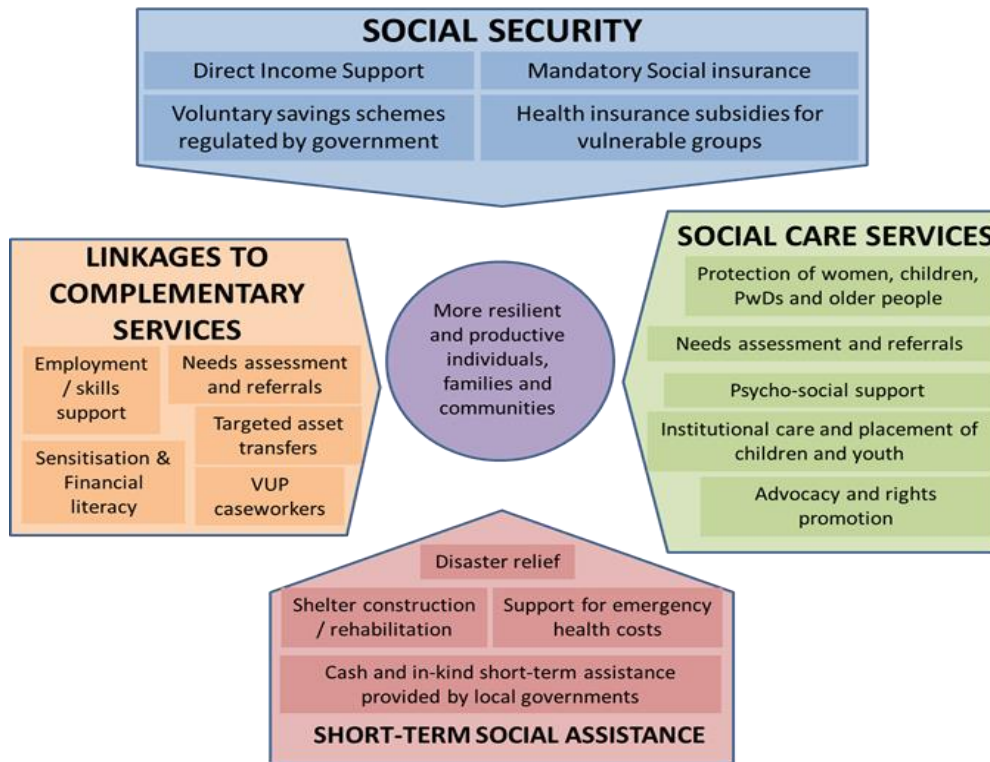 SOCIAL SECURITY
Direct Income Support
Mandatory Social insurance
Voluntary savings schemes
regulated by government
Health insurance subsidies for
vulnerable groups
LINKAGES TO
COMPLEMENTARY
SERVICES
Employment
/ skills
support
Needs assessment
and referrals
Targeted asset
transfers
Sensitisation &
Financial
literacy
VUP
caseworkers
More resilient
and productive
individuals,
families and
communities
SOCIAL CARE SERVICES
Protection of women, children,
PwDs and older people
Needs assessment and referrals
Psycho-social support
Institutional care and placement of
children and youth
Advocacy and rights
promotion
Disaster relief
Shelter construction
/ rehabilitation
Support for emergency
health costs
Cash and in-kind short-term assistance
provided by local governments
SHORT-TERM SOCIAL ASSISTANCE